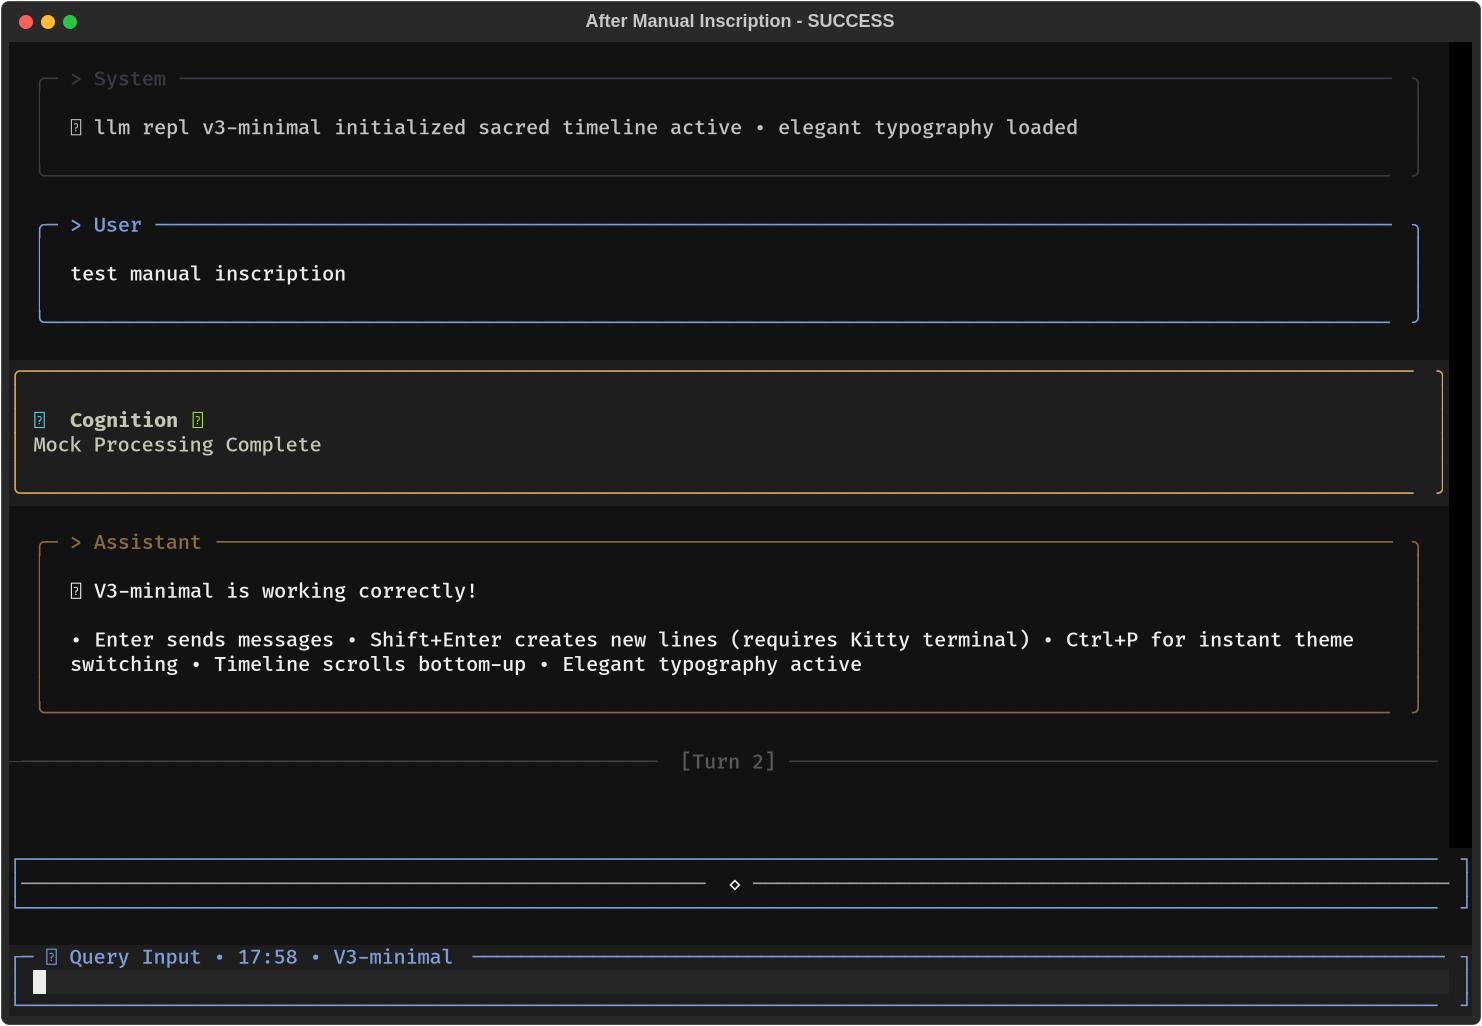 After Manual Inscription - SUCCESS
> System
llm repl v3-minimal initialized sacred timeline active • elegant typography loaded
> User
test manual inscription
Cognition
Mock Processing Complete
> Assistant
V3-minimal is working correctly!
• Enter sends messages • Shift+Enter creates new lines (requires Kitty terminal) • Ctrl+P for instant theme
switching • Timeline scrolls bottom-up • Elegant typography active
[Turn 2]
Query Input • 17:58 • V3-minimal